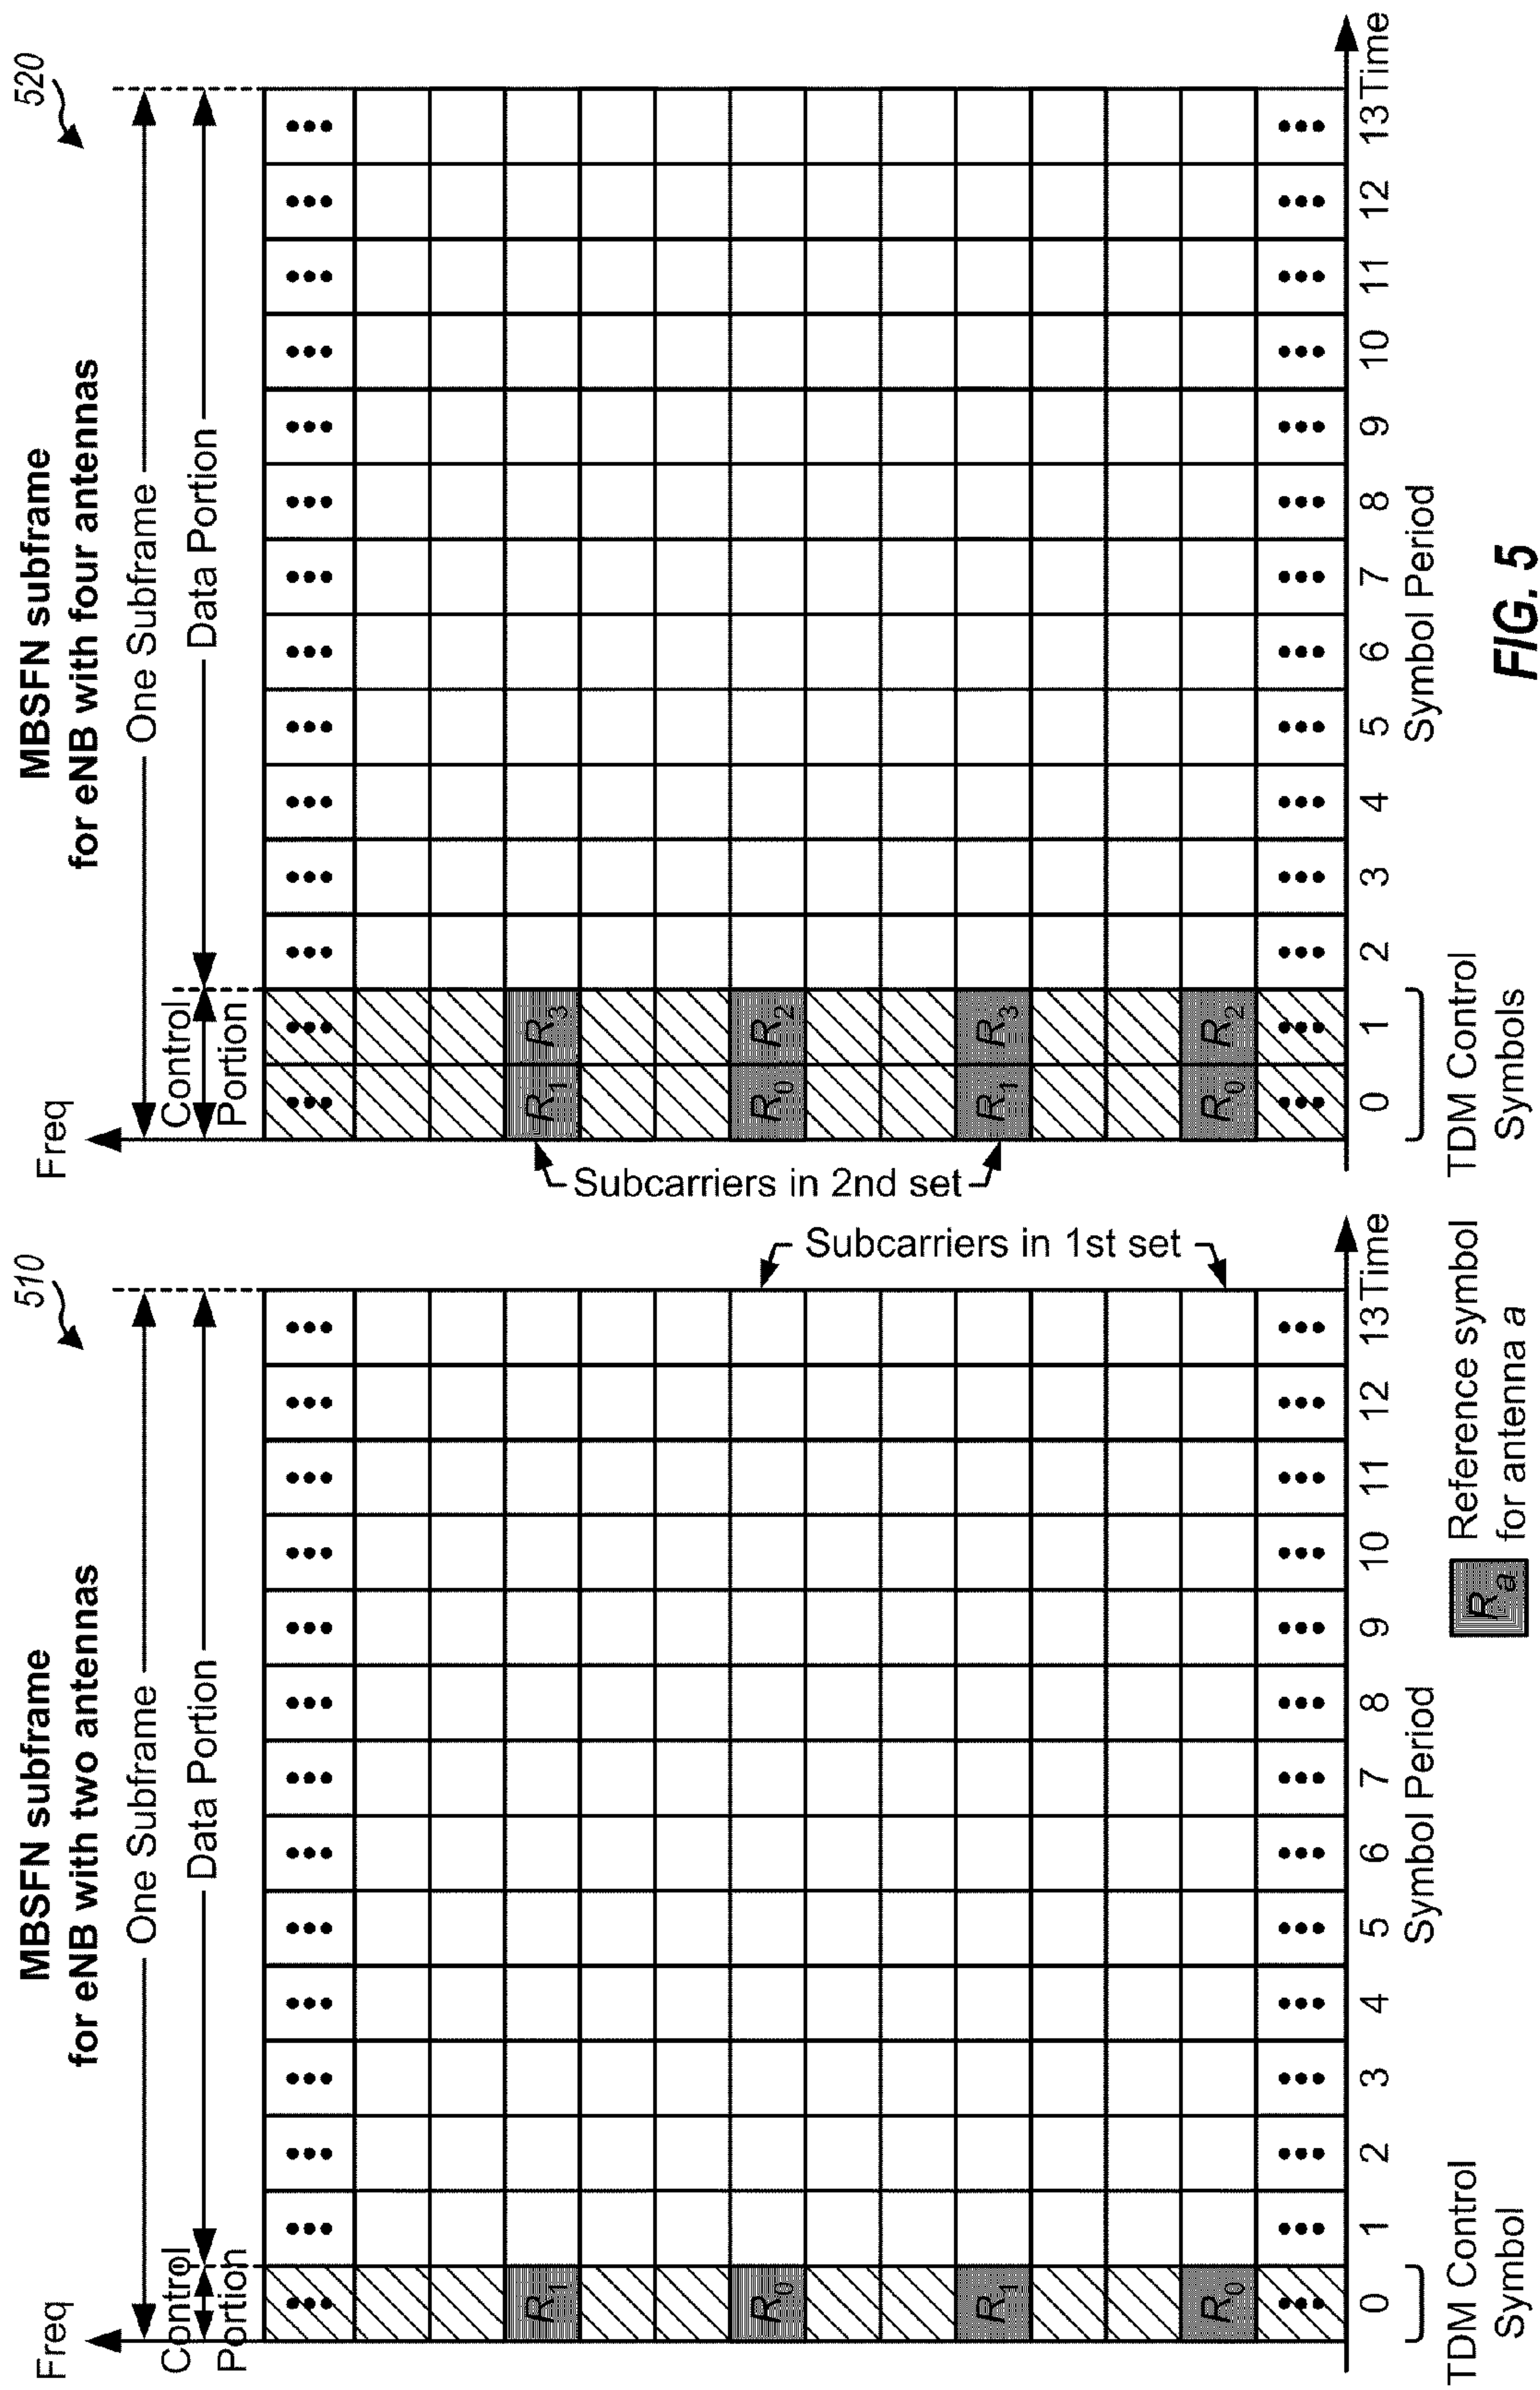 MBSFN subframe
for eNB with two antennas
510
One Subframe
Control
Portion
Data Portion
Freq
R1
R0
R1
R0
Subcarriers in 1st set
0 1 2 3 4 5 6 7 8 9 10 11 12 13 Time
Symbol Period
TDM Control
Symbol
MBSFN subframe
for eNB with four antennas
520
One Subframe
Control
Portion
Data Portion
Freq
R1 R3
R0 R2
R1 R3
R0 R2
Subcarriers in 2nd set
0 1 2 3 4 5 6 7 8 9 10 11 12 13 Time
Symbol Period
TDM Control
Symbols
Ra Reference symbol
for antenna a
FIG. 5